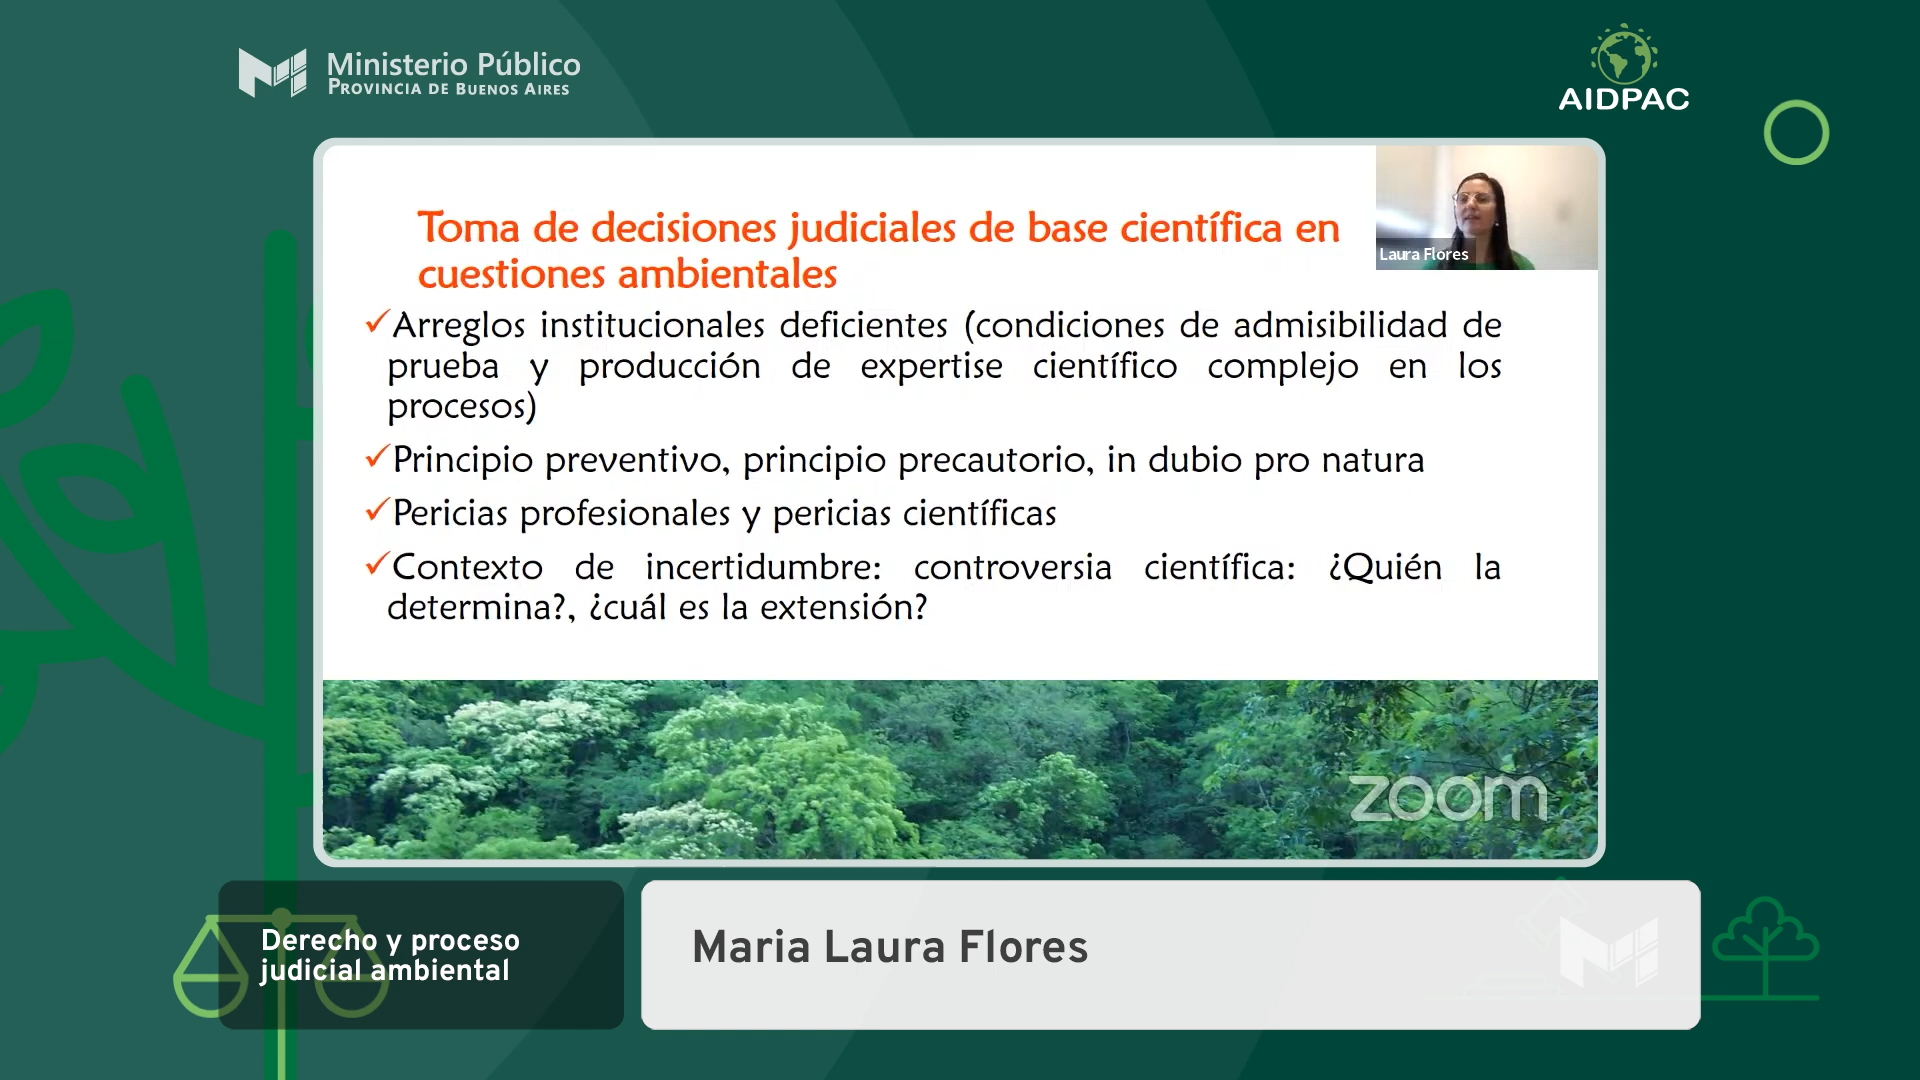 Ministerio Público
PROVINCIA DE BUENOS AIRES
AIDPAC
Toma de decisiones judiciales de base científica en
cuestiones ambientales
Laura Flores
✓Arreglos institucionales deficientes (condiciones de admisibilidad de
prueba y producción de expertise científico complejo en los
procesos)
✓Principio preventivo, principio precautorio, in dubio pro natura
✓Pericias profesionales y pericias científicas
✓Contexto de incertidumbre: controversia científica: ¿Quién la
determina?, ¿cuál es la extensión?
zoom
Derecho y proceso
judicial ambiental
Maria Laura Flores